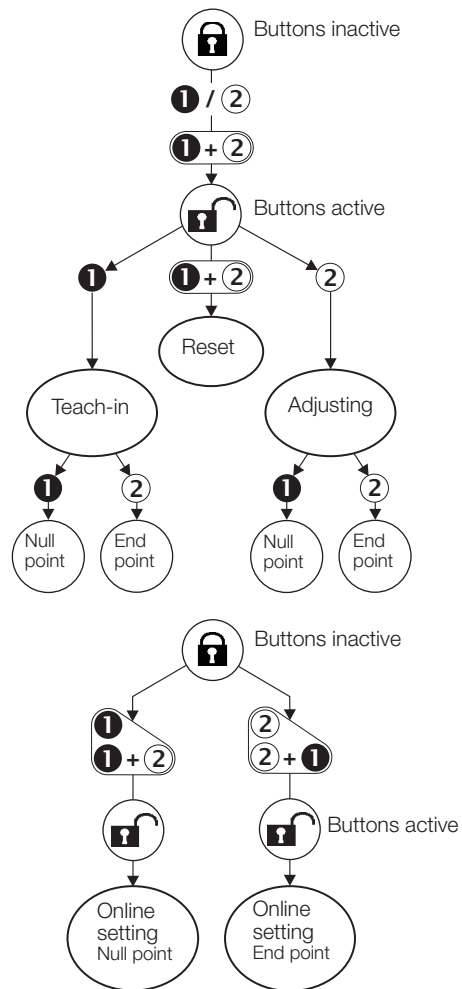 Buttons inactive
1 / 2
1 + 2
Buttons active
1
1 + 2
2
Reset
Teach-in
Adjusting
1
2
1
2
Null
point
End
point
Null
point
End
point
Buttons inactive
1
1 + 2
2
2 + 1
Buttons active
Online
setting
Null point
Online
setting
End point